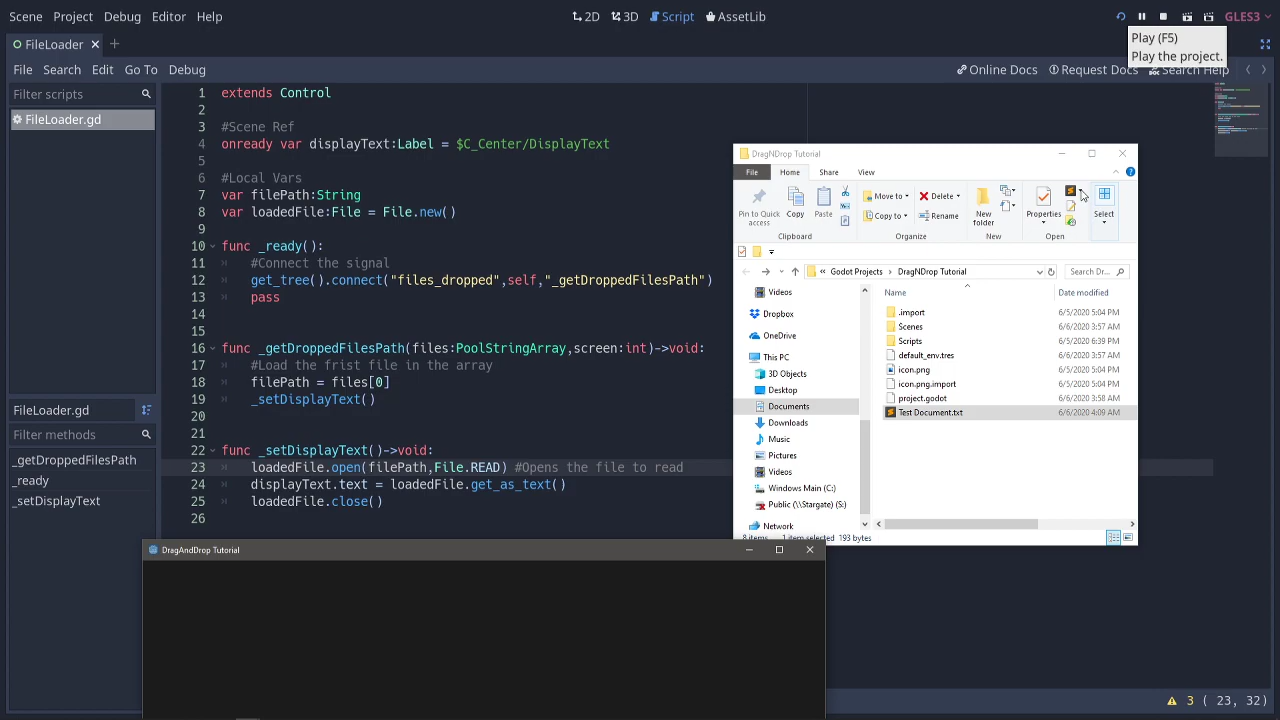 Scene Project Debug Editor Help
2D 3D Script AssetLib
GLES3
FileLoader
Play (F5)
Play the project.
File Search Edit Go To Debug
Online Docs Request Docs Search Help
Filter scripts
FileLoader.gd
FileLoader.gd
Filter methods
_getDroppedFilesPath
_ready
_setDisplayText
1 extends Control
2
3 #Scene Ref
4 onready var displayText:Label = $C_Center/DisplayText
5
6 #Local Vars
7 var filePath:String
8 var loadedFile:File = File.new()
9
10 func _ready():
11 #Connect the signal
12 get_tree().connect("files_dropped",self,"_getDroppedFilesPath")
13 pass
14
15
16 func _getDroppedFilesPath(files:PoolStringArray,screen:int)->void:
17 #Load the frist file in the array
18 filePath = files[0]
19 _setDisplayText()
20
21
22 func _setDisplayText()->void:
23 loadedFile.open(filePath,File.READ) #Opens the file to read
24 displayText.text = loadedFile.get_as_text()
25 loadedFile.close()
26
DragNDrop Tutorial
File Home Share View
Pin to Quick access
Copy
Paste
Move to
Copy to
Delete
Rename
New folder
Properties
Select
Clipboard Organize New Open
Godot Projects DragNDrop Tutorial
Search Dr...
Videos
Dropbox
OneDrive
This PC
3D Objects
Desktop
Documents
Downloads
Music
Pictures
Videos
Windows Main (C:)
Public (\\Stargate) (S:)
Network
Name Date modified
.import 6/5/2020 5:04 PM
Scenes 6/6/2020 3:57 AM
Scripts 6/5/2020 6:39 PM
default_env.tres 6/6/2020 3:57 AM
icon.png 6/5/2020 5:04 PM
icon.png.import 6/5/2020 5:04 PM
project.godot 6/6/2020 3:58 AM
Test Document.txt 6/6/2020 4:09 AM
8 items 1 item selected 193 bytes
DragAndDrop Tutorial
3 ( 23, 32)